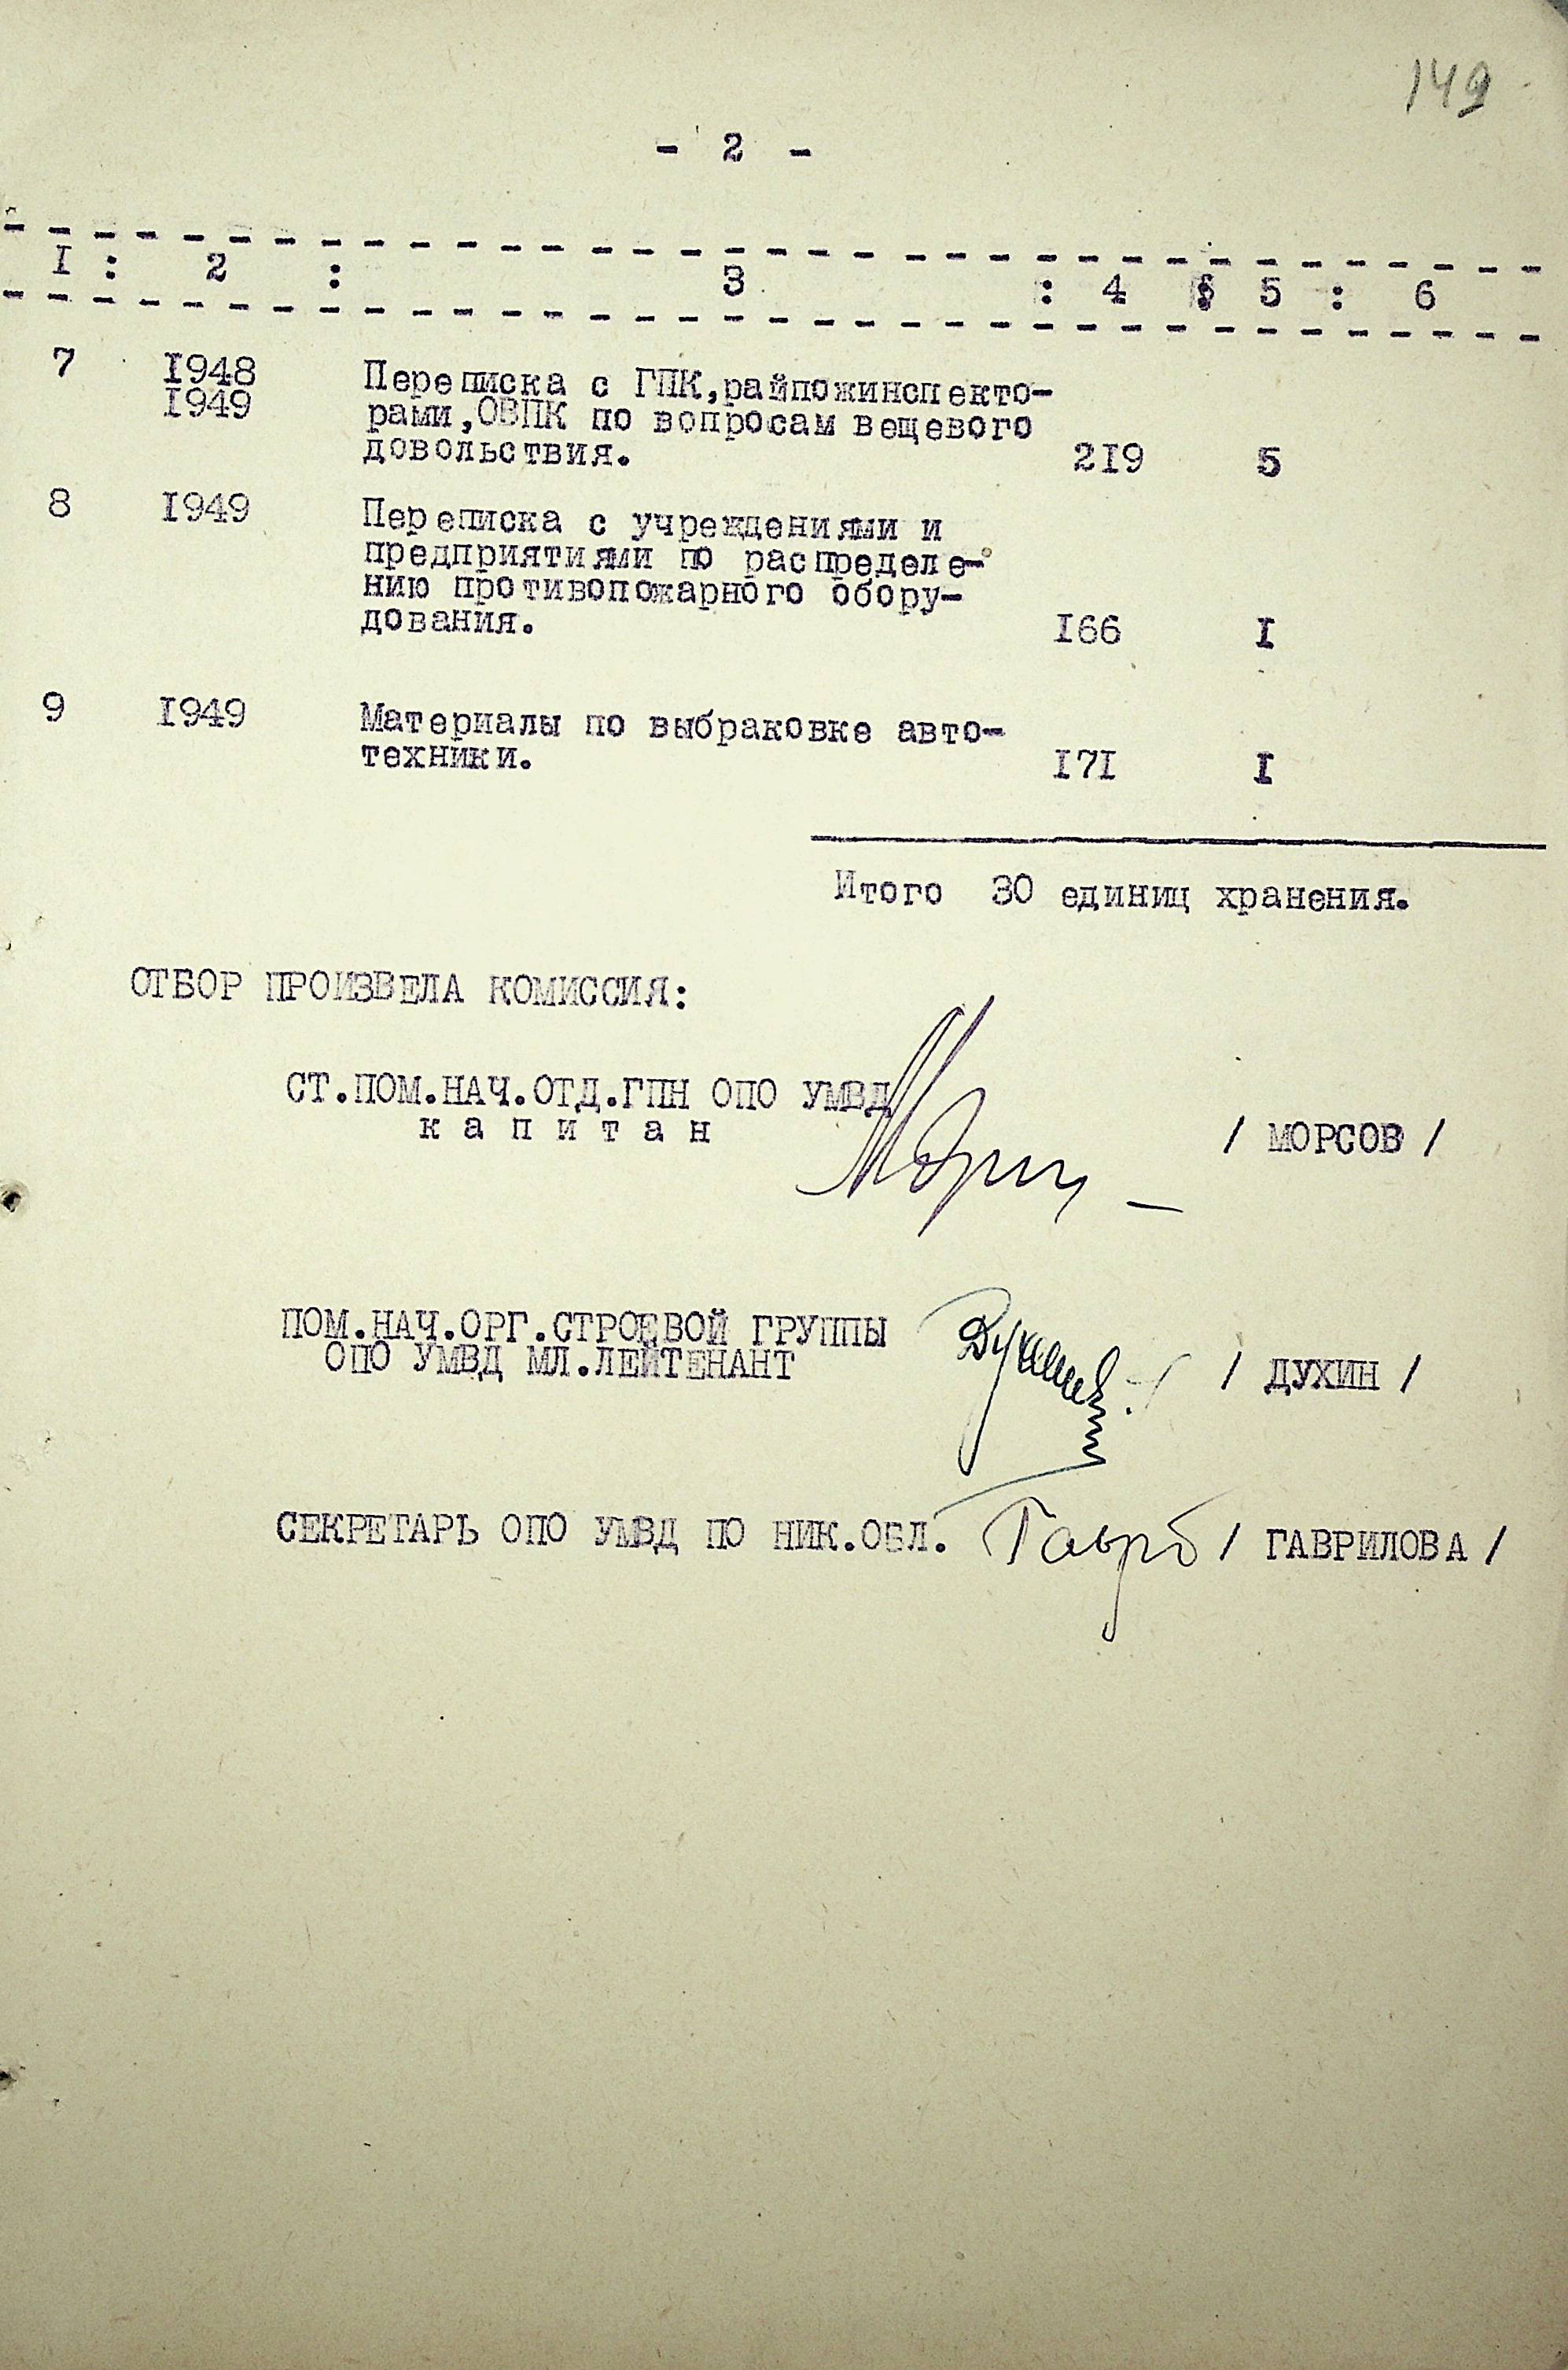 149
- 2 -
I : 2 : 3 : 4 : 5 : 6
7 1948 Переписка с ГПК,райпожинспекто-
1949 рами,ОВПК по вопросам вещевого
довольствия. 219 5
8 1949 Переписка с учреждениями и
предприятиями по распределе-
нию противопожарного обору-
дования. I66 I
9 1949 Материалы по выбраковке авто-
техники. I7I I
Итого 30 единиц хранения.
ОТБОР ПРОИЗВЕЛА КОМИССИЯ:
СТ.ПОМ.НАЧ.ОТД.ГПН ОПО УМВД
к а п и т а н / МОРСОВ /
ПОМ.НАЧ.ОРГ.СТРОЕВОЙ ГРУППЫ
ОПО УМВД МЛ.ЛЕЙТЕНАНТ / ДУХИН /
СЕКРЕТАРЬ ОПО УМВД ПО НИК.ОБЛ. / ГАВРИЛОВА /